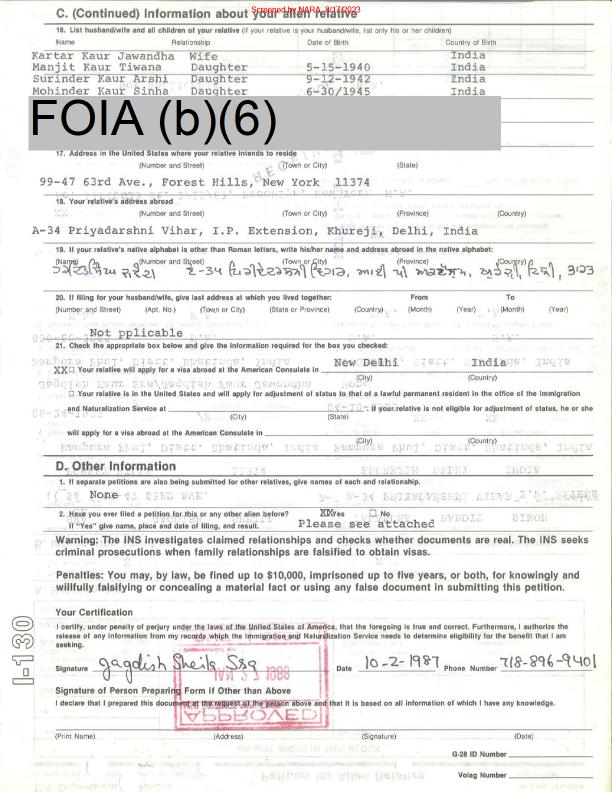 Screened by NARA, 8/17/2023
C. (Continued) Information about your alien relative
16. List husband/wife and all children of your relative (if your relative is your husband/wife, list only his or her children)
Name Relationship Date of Birth Country of Birth
Kartar Kaur Jawandha Wife India
Manjit Kaur Tiwana Daughter 5-15-1940 India
Surinder Kaur Arshi Daughter 9-12-1942 India
Mohinder Kaur Sinha Daughter 6-30/1945 India
FOIA (b)(6)
17. Address in the United States where your relative intends to reside
(Number and Street) (Town or City) (State)
99-47 63rd Ave., Forest Hills, New York 11374
18. Your relative's address abroad
(Number and Street) (Town or City) (Province) (Country)
A-34 Priyadarshni Vihar, I.P. Extension, Khureji, Delhi, India
19. If your relative's native alphabet is other than Roman letters, write his/her name and address abroad in the native alphabet:
(Name) (Number and Street) (Town or City) (Province) (Country)
20. If filing for your husband/wife, give last address at which you lived together: From To
(Number and Street) (Apt. No.) (Town or City) (State or Province) (Country) (Month) (Year) (Month) (Year)
Not pplicable
21. Check the appropriate box below and give the information required for the box you checked:
XX Your relative will apply for a visa abroad at the American Consulate in New Delhi India
(City) (Country)
Your relative is in the United States and will apply for adjustment of status to that of a lawful permanent resident in the office of the Immigration
and Naturalization Service at . If your relative is not eligible for adjustment of status, he or she
(City) (State)
will apply for a visa abroad at the American Consulate in
(City) (Country)
D. Other Information
1. If separate petitions are also being submitted for other relatives, give names of each and relationship.
None
2. Have you ever filed a petition for this or any other alien before? XX Yes No
If "Yes" give name, place and date of filing, and result. Please see attached
Warning: The INS investigates claimed relationships and checks whether documents are real. The INS seeks
criminal prosecutions when family relationships are falsified to obtain visas.
Penalties: You may, by law, be fined up to $10,000, imprisoned up to five years, or both, for knowingly and
willfully falsifying or concealing a material fact or using any false document in submitting this petition.
Your Certification
I certify, under penalty of perjury under the laws of the United States of America, that the foregoing is true and correct. Furthermore, I authorize the
release of any information from my records which the Immigration and Naturalization Service needs to determine eligibility for the benefit that I am
seeking.
Signature Jagdish Date 10-2-1987 Phone Number 718-896-9401
Signature of Person Preparing Form if Other than Above
I declare that I prepared this document at the request of the person above and that it is based on all information of which I have any knowledge.
APPROVED
(Print Name) (Address) (Signature) (Date)
G-28 ID Number
Volag Number
I-130